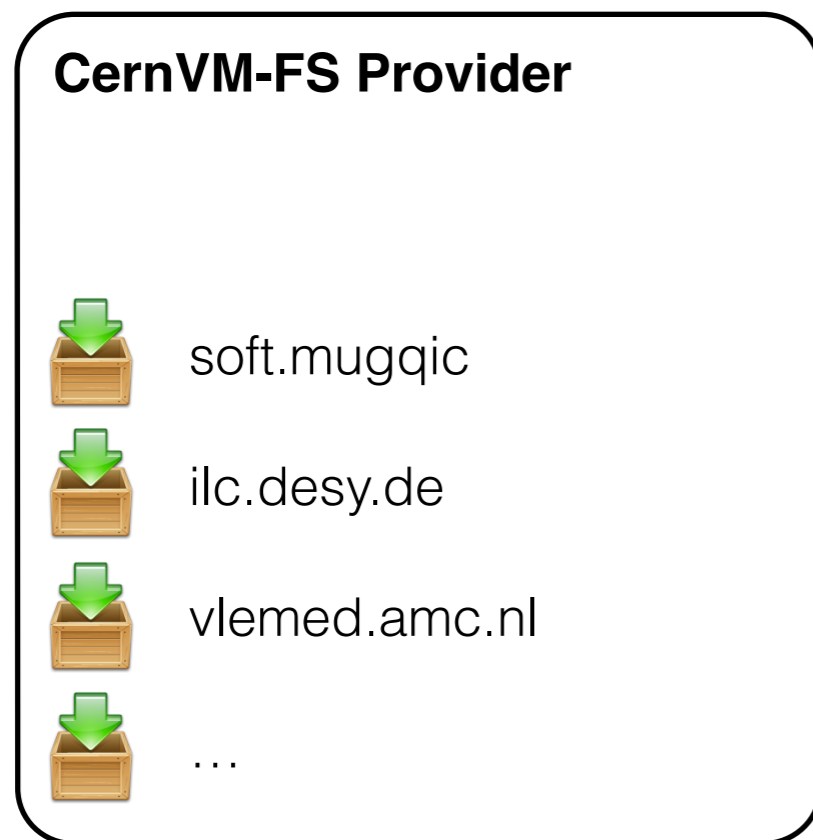 CernVM-FS Provider
soft.mugqic
ilc.desy.de
vlemed.amc.nl
…